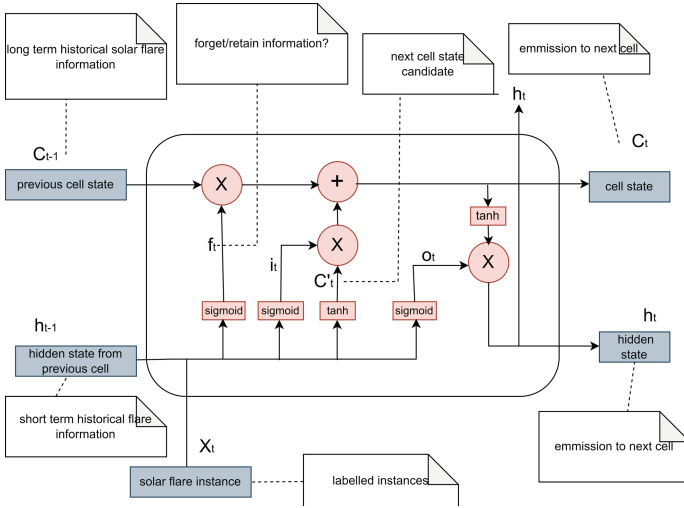 long term historical solar flare
information
forget/retain information?
next cell state
candidate
emmission to next cell
ht
Ct-1
Ct
previous cell state
X
+
cell state
tanh
ft
it
X
ot
X
C't
sigmoid
sigmoid
tanh
sigmoid
ht-1
ht
hidden state from
previous cell
hidden
state
short term historical flare
information
Xt
emmission to next cell
solar flare instance
labelled instances